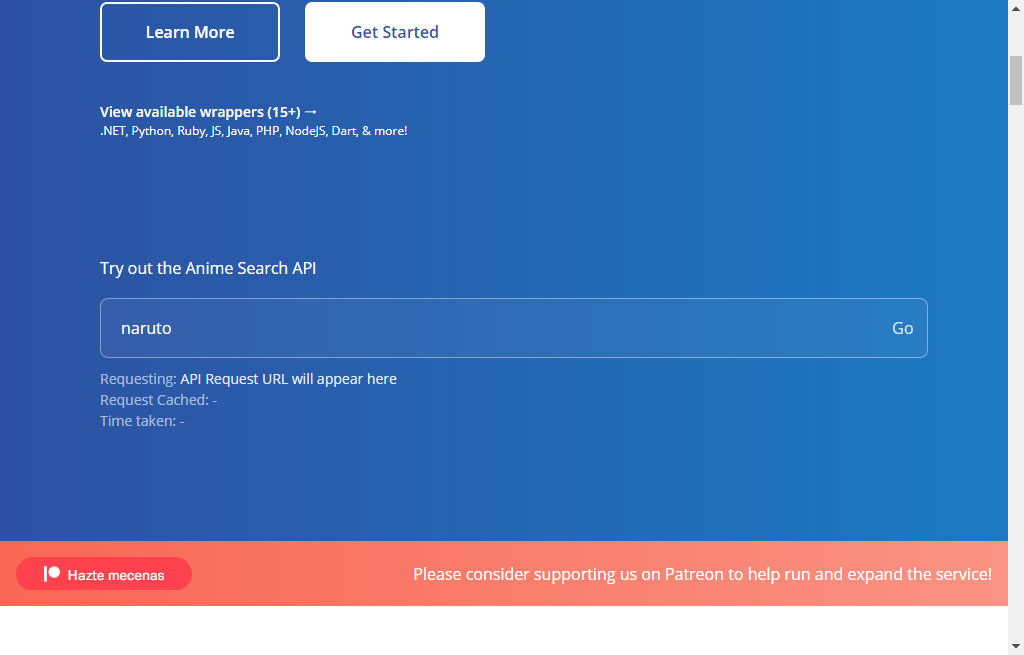 Learn More
Get Started
View available wrappers (15+) →
.NET, Python, Ruby, JS, Java, PHP, NodeJS, Dart, & more!
Try out the Anime Search API
naruto
Go
Requesting: API Request URL will appear here
Request Cached: -
Time taken: -
Hazte mecenas
Please consider supporting us on Patreon to help run and expand the service!